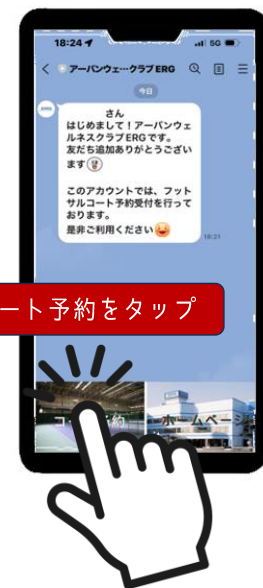 18:24
5G
アーバンウェ…クラブERG
今日
さん
はじめまして！アーバンウェ
ルネスクラブERGです。
友だち追加ありがとうござい
ます
このアカウントでは、フット
サルコート予約受付を行って
おります。
是非ご利用ください
18:21
ート予約をタップ
約
ホームページ